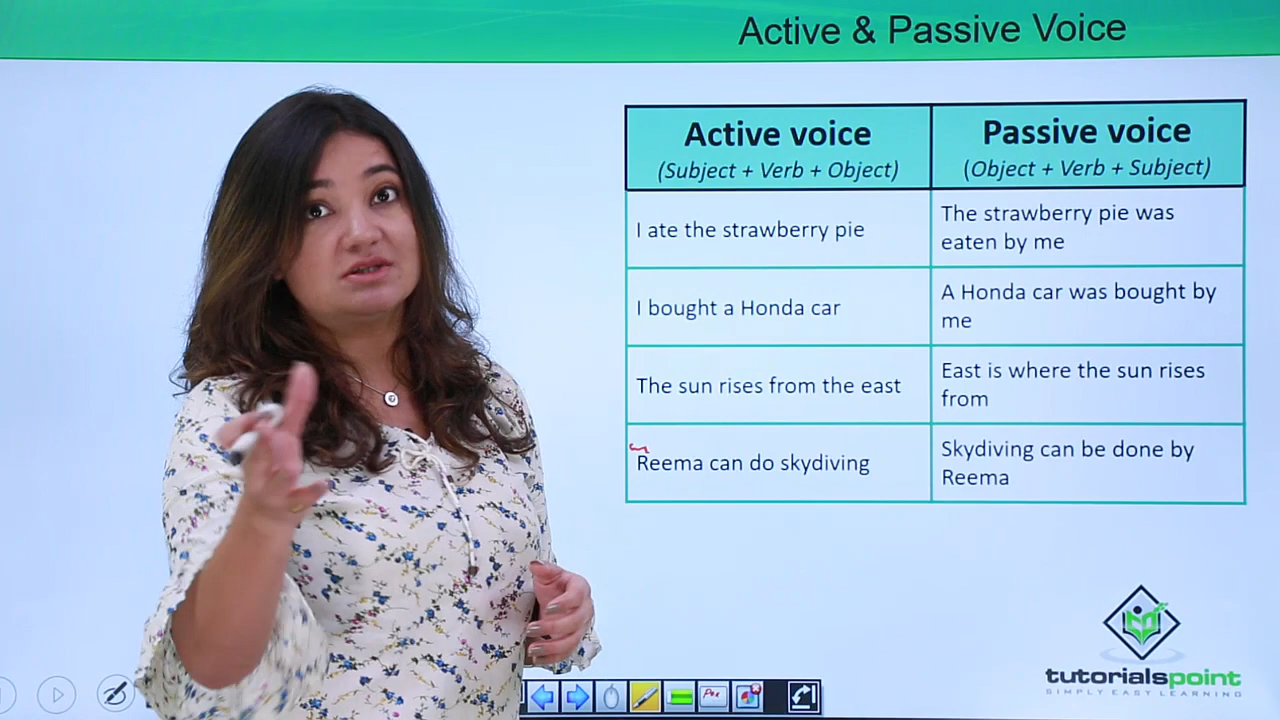 Active & Passive Voice
Active voice
(Subject + Verb + Object)
Passive voice
(Object + Verb + Subject)
I ate the strawberry pie
The strawberry pie was
eaten by me
I bought a Honda car
A Honda car was bought by
me
The sun rises from the east
East is where the sun rises
from
Reema can do skydiving
Skydiving can be done by
Reema
tutorialspoint
SIMPLY EASY LEARNING
Pen